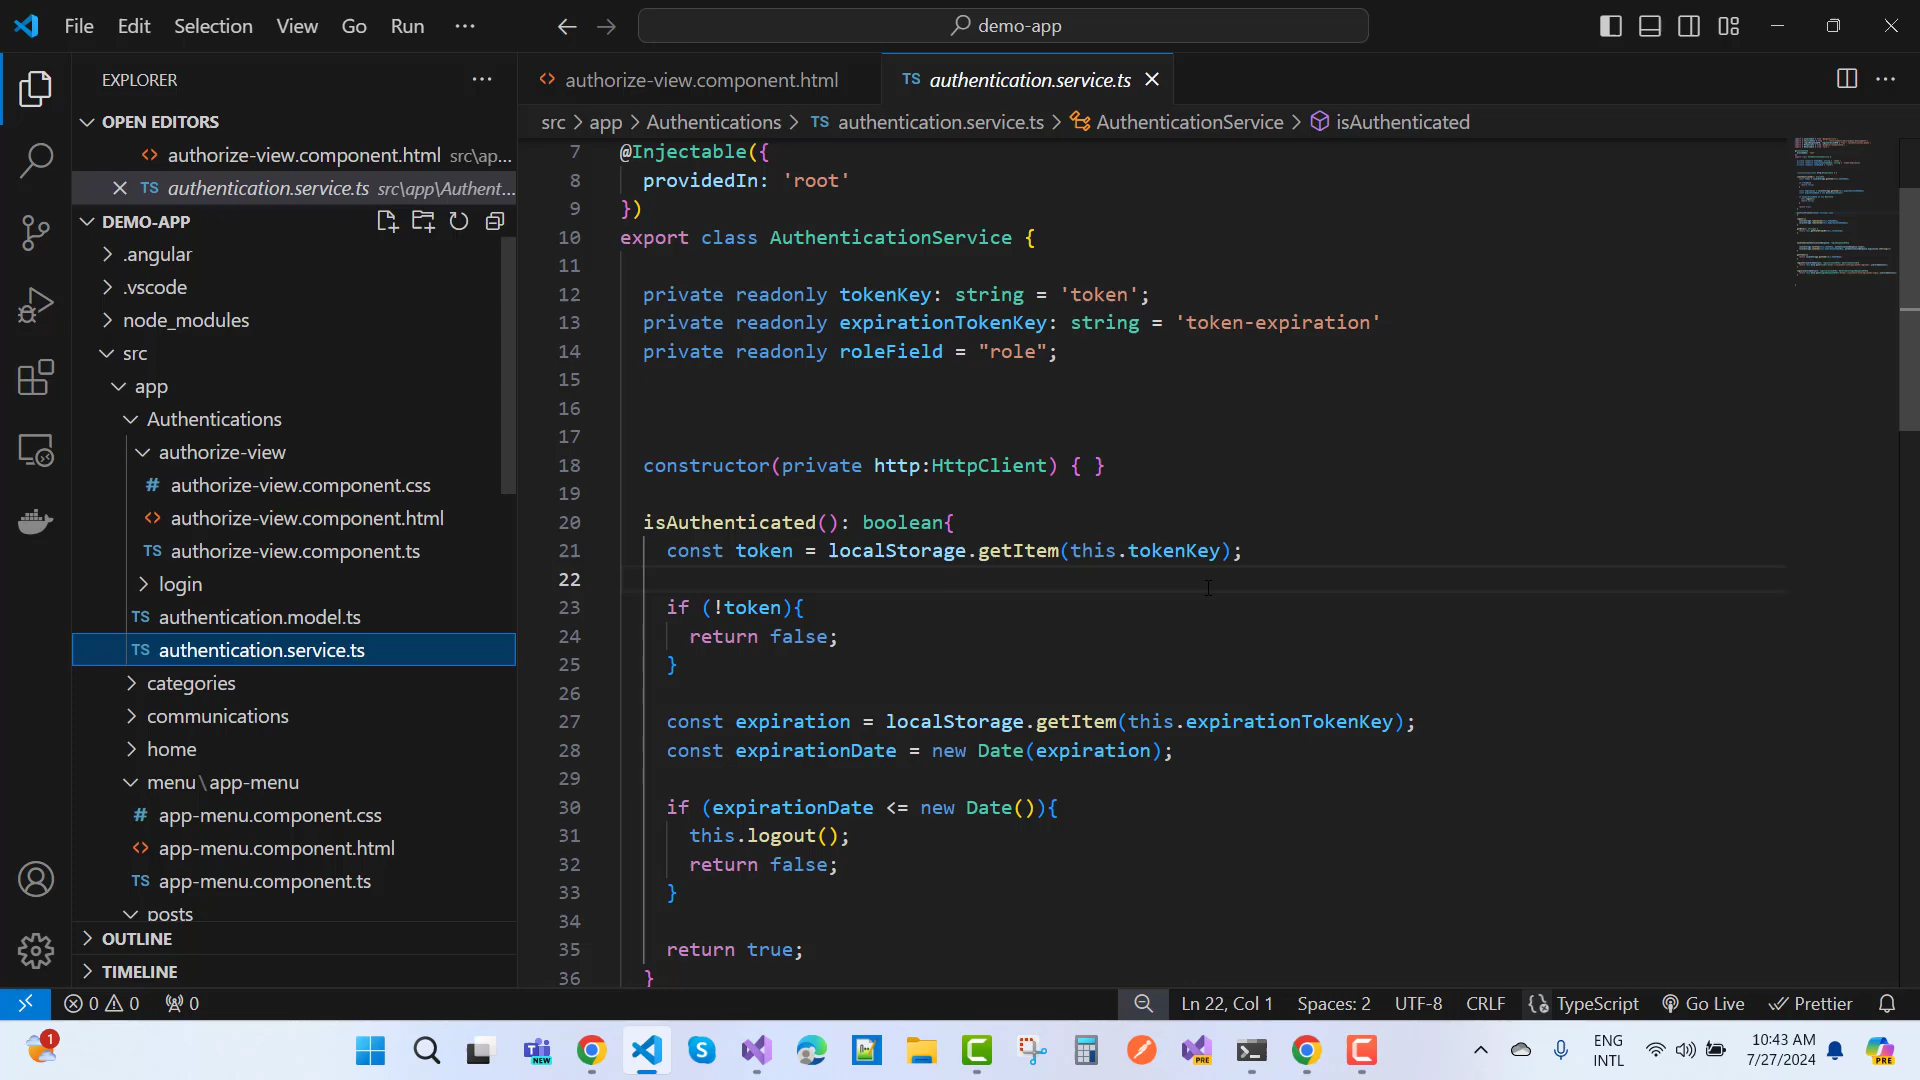 File Edit Selection View Go Run ··· demo-app
EXPLORER ···
OPEN EDITORS
authorize-view.component.html src\ap...
TS authentication.service.ts src\app\Authent...
DEMO-APP
.angular
.vscode
node_modules
src
app
Authentications
authorize-view
# authorize-view.component.css
<> authorize-view.component.html
TS authorize-view.component.ts
login
TS authentication.model.ts
TS authentication.service.ts
categories
communications
home
menu\app-menu
# app-menu.component.css
<> app-menu.component.html
TS app-menu.component.ts
posts
OUTLINE
TIMELINE
<> authorize-view.component.html TS authentication.service.ts
src > app > Authentications > TS authentication.service.ts > AuthenticationService > isAuthenticated
7 @Injectable({
8 providedIn: 'root'
9 })
10 export class AuthenticationService {
11
12 private readonly tokenKey: string = 'token';
13 private readonly expirationTokenKey: string = 'token-expiration'
14 private readonly roleField = "role";
15
16
17
18 constructor(private http:HttpClient) { }
19
20 isAuthenticated(): boolean{
21 const token = localStorage.getItem(this.tokenKey);
22
23 if (!token){
24 return false;
25 }
26
27 const expiration = localStorage.getItem(this.expirationTokenKey);
28 const expirationDate = new Date(expiration);
29
30 if (expirationDate <= new Date()){
31 this.logout();
32 return false;
33 }
34
35 return true;
36 }
0 0 0 Ln 22, Col 1 Spaces: 2 UTF-8 CRLF TypeScript Go Live Prettier
1 NEW PRE PRE ENG INTL 10:43 AM 7/27/2024 PRE